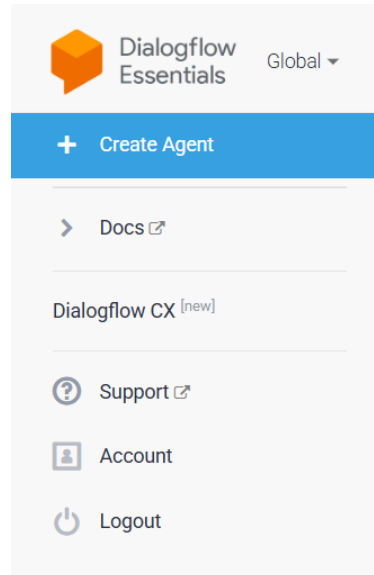 Dialogflow
Essentials
Global
Create Agent
Docs
Dialogflow CX [new]
Support
Account
Logout